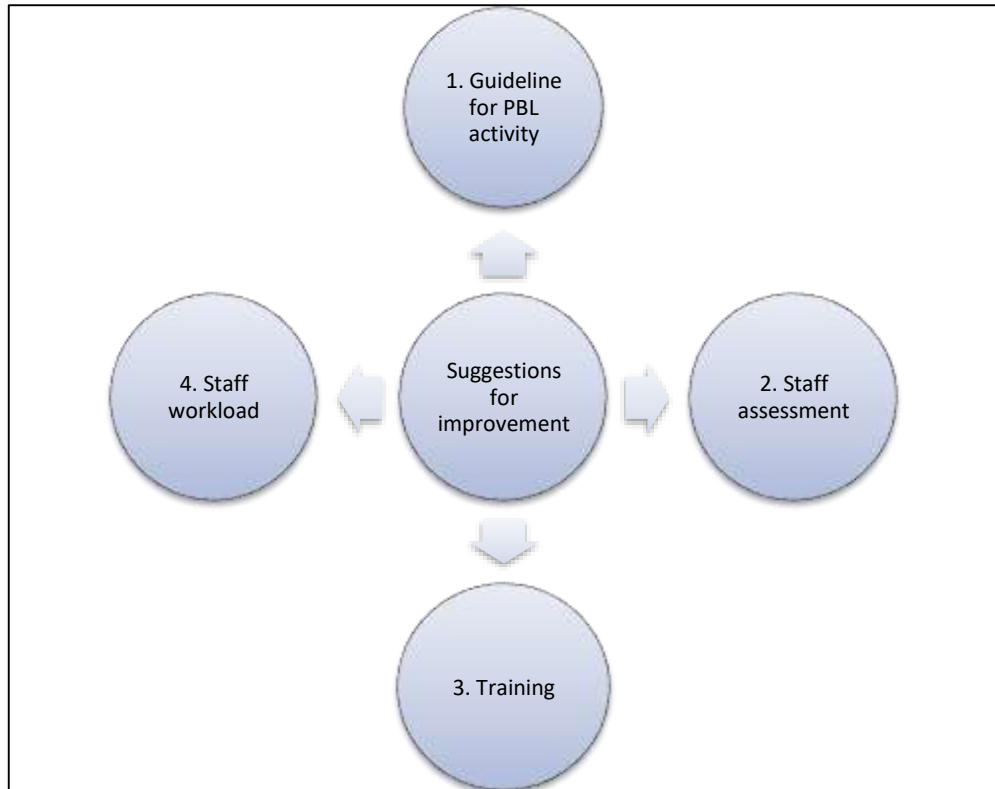 1. Guideline
for PBL
activity
4. Staff
workload
Suggestions
for
improvement
2. Staff
assessment
3. Training